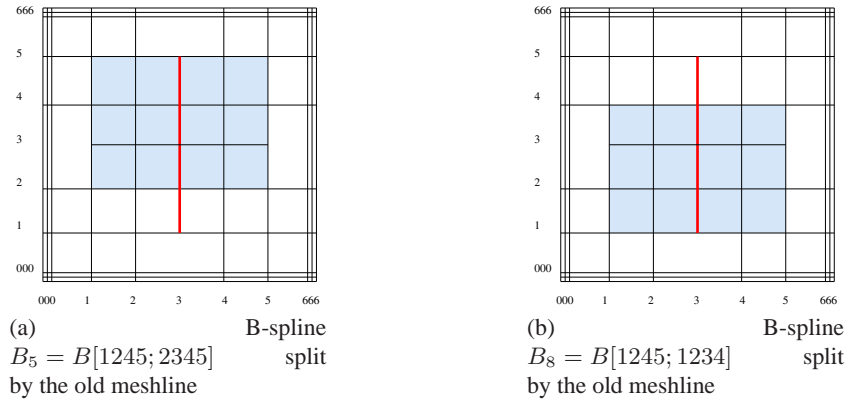 666
5
4
3
2
1
000
000 1 2 3 4 5 666
(a) B-spline
B₅ = B[1245; 2345] split
by the old meshline
666
5
4
3
2
1
000
000 1 2 3 4 5 666
(b) B-spline
B₈ = B[1245; 1234] split
by the old meshline